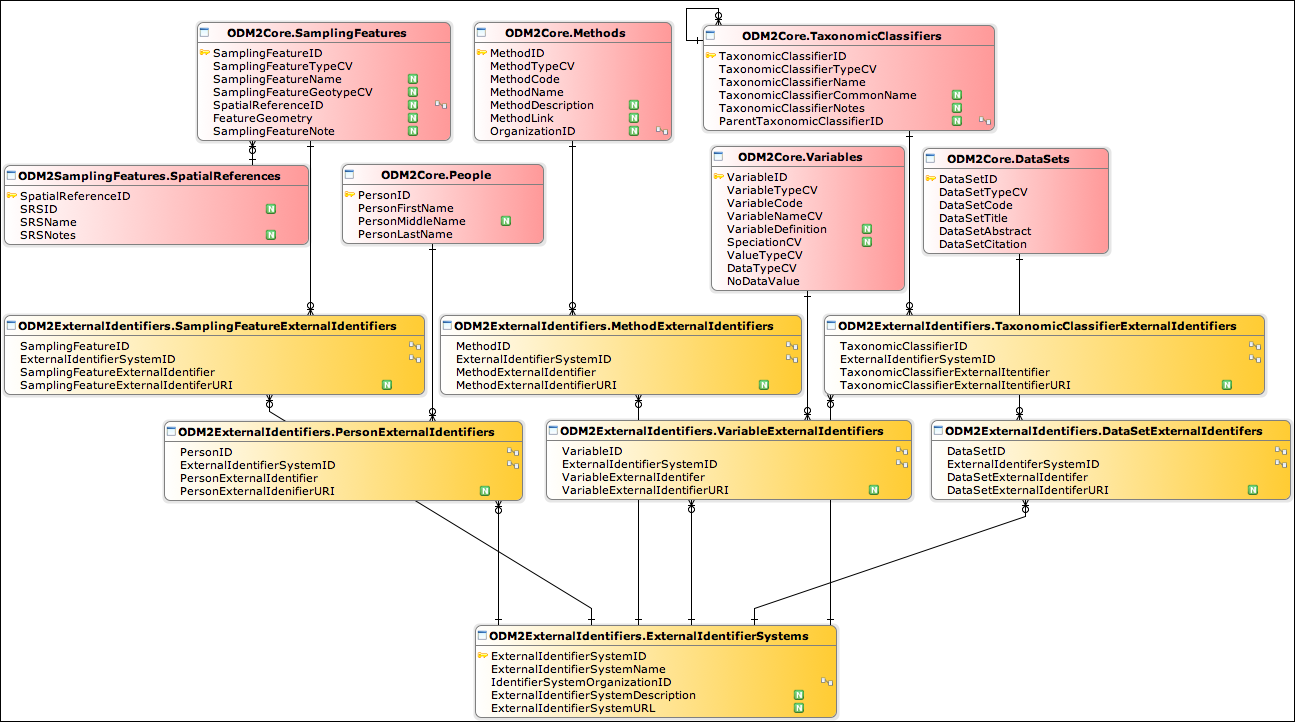 ODM2Core.SamplingFeatures
SamplingFeatureID
SamplingFeatureTypeCV
SamplingFeatureName N
SamplingFeatureGeotypeCV N
SpatialReferenceID N
FeatureGeometry N
SamplingFeatureNote N
ODM2Core.Methods
MethodID
MethodTypeCV
MethodCode
MethodName
MethodDescription N
MethodLink N
OrganizationID N
ODM2Core.TaxonomicClassifiers
TaxonomicClassifierID
TaxonomicClassifierTypeCV
TaxonomicClassifierName
TaxonomicClassifierCommonName N
TaxonomicClassifierNotes N
ParentTaxonomicClassifierID N
ODM2SamplingFeatures.SpatialReferences
SpatialReferenceID
SRSID N
SRSName
SRSNotes N
ODM2Core.People
PersonID
PersonFirstName
PersonMiddleName N
PersonLastName
ODM2Core.Variables
VariableID
VariableTypeCV
VariableCode
VariableNameCV
VariableDefinition N
SpeciationCV N
ValueTypeCV
DataTypeCV
NoDataValue
ODM2Core.DataSets
DataSetID
DataSetTypeCV
DataSetCode
DataSetTitle
DataSetAbstract
DataSetCitation
ODM2ExternalIdentifiers.SamplingFeatureExternalIdentifiers
SamplingFeatureID
ExternalIdentifierSystemID
SamplingFeatureExternalIdentifier
SamplingFeatureExternalIdentiferURI N
ODM2ExternalIdentifiers.MethodExternalIdentifiers
MethodID
ExternalIdentifierSystemID
MethodExternalIdentifier
MethodExternalIdentifierURI N
ODM2ExternalIdentifiers.TaxonomicClassifierExternalIdentifiers
TaxonomicClassifierID
ExternalIdentifierSystemID
TaxonomicClassifierExternalItentifier
TaxonomicClassifierExternalItentifierURI N
ODM2ExternalIdentifiers.PersonExternalIdentifiers
PersonID
ExternalIdentifierSystemID
PersonExternalIdentifier
PersonExternalIdenifierURI N
ODM2ExternalIdentifiers.VariableExternalIdentifiers
VariableID
ExternalIdentifierSystemID
VariableExternalIdentifer
VariableExternalIdentifierURI N
ODM2ExternalIdentifiers.DataSetExternalIdentifers
DataSetID
ExternalIdentiferSystemID
DataSetExternalIdentifer
DataSetExternalIdentiferURI N
ODM2ExternalIdentifiers.ExternalIdentifierSystems
ExternalIdentifierSystemID
ExternalIdentifierSystemName
IdentifierSystemOrganizationID
ExternalIdentifierSystemDescription N
ExternalIdentifierSystemURL N